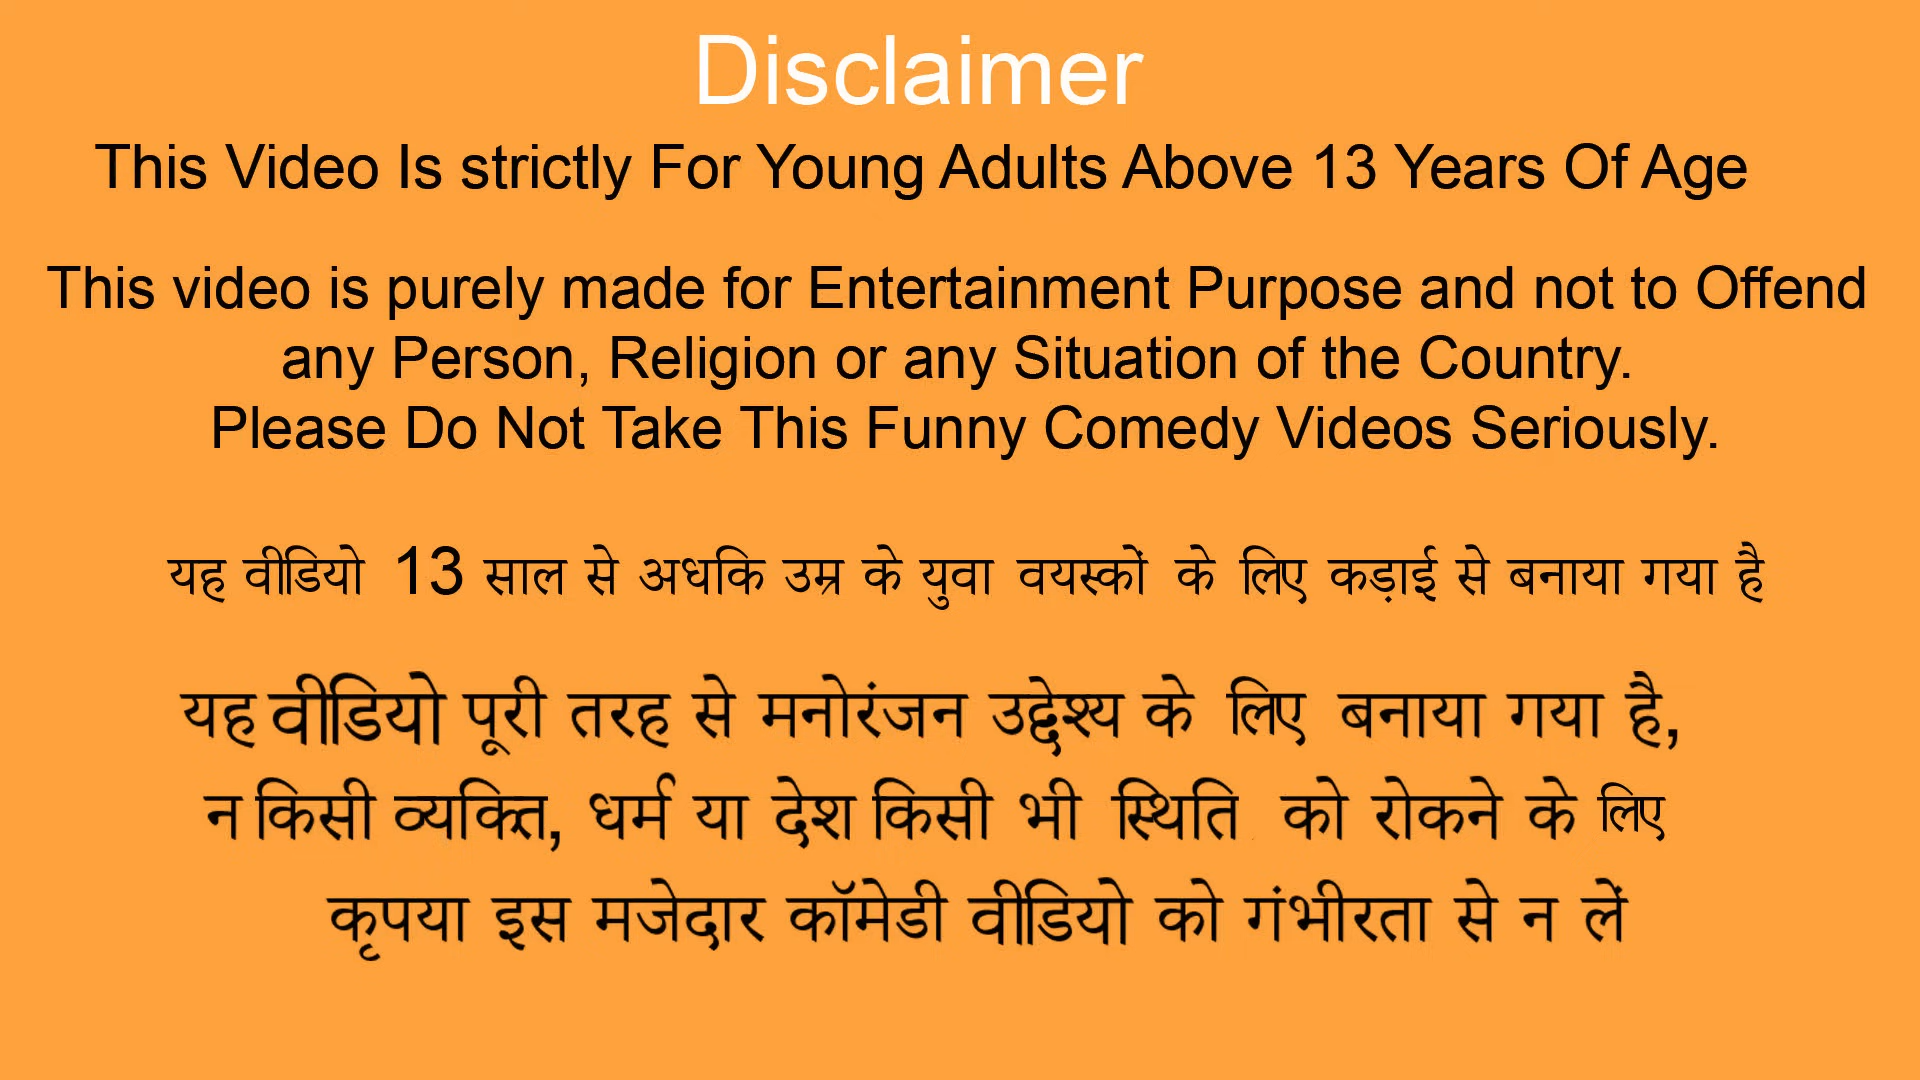 Disclaimer
This Video Is strictly For Young Adults Above 13 Years Of Age
This video is purely made for Entertainment Purpose and not to Offend
any Person, Religion or any Situation of the Country.
Please Do Not Take This Funny Comedy Videos Seriously.
यह वीडियो 13 साल से अधकि उम्र के युवा वयस्कों के लिए कड़ाई से बनाया गया है
यह वीडियो पूरी तरह से मनोरंजन उद्देश्य के लिए बनाया गया है,
न किसी व्यक्ति, धर्म या देश किसी भी स्थिति को रोकने के लिए
कृपया इस मजेदार कॉमेडी वीडियो को गंभीरता से न लें